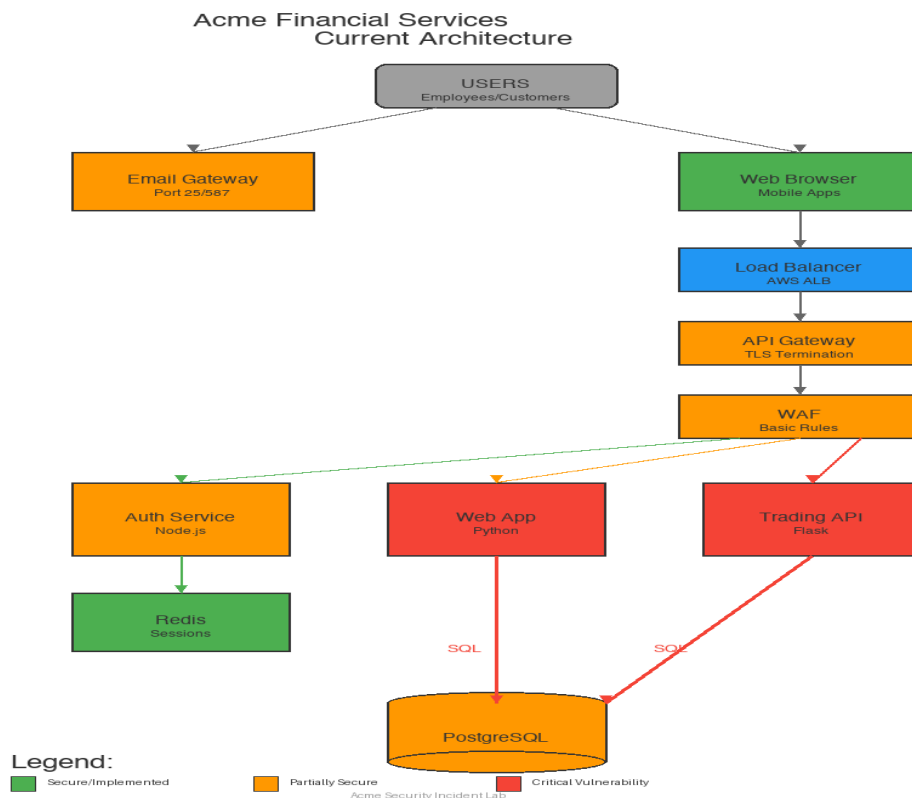 Acme Financial Services
Current Architecture
USERS
Employees/Customers
Email Gateway
Port 25/587
Web Browser
Mobile Apps
Load Balancer
AWS ALB
API Gateway
TLS Termination
WAF
Basic Rules
Auth Service
Node.js
Web App
Python
Trading API
Flask
Redis
Sessions
SQL
SQL
PostgreSQL
Legend:
Secure/Implemented
Partially Secure
Critical Vulnerability
Acme Security Incident Lab